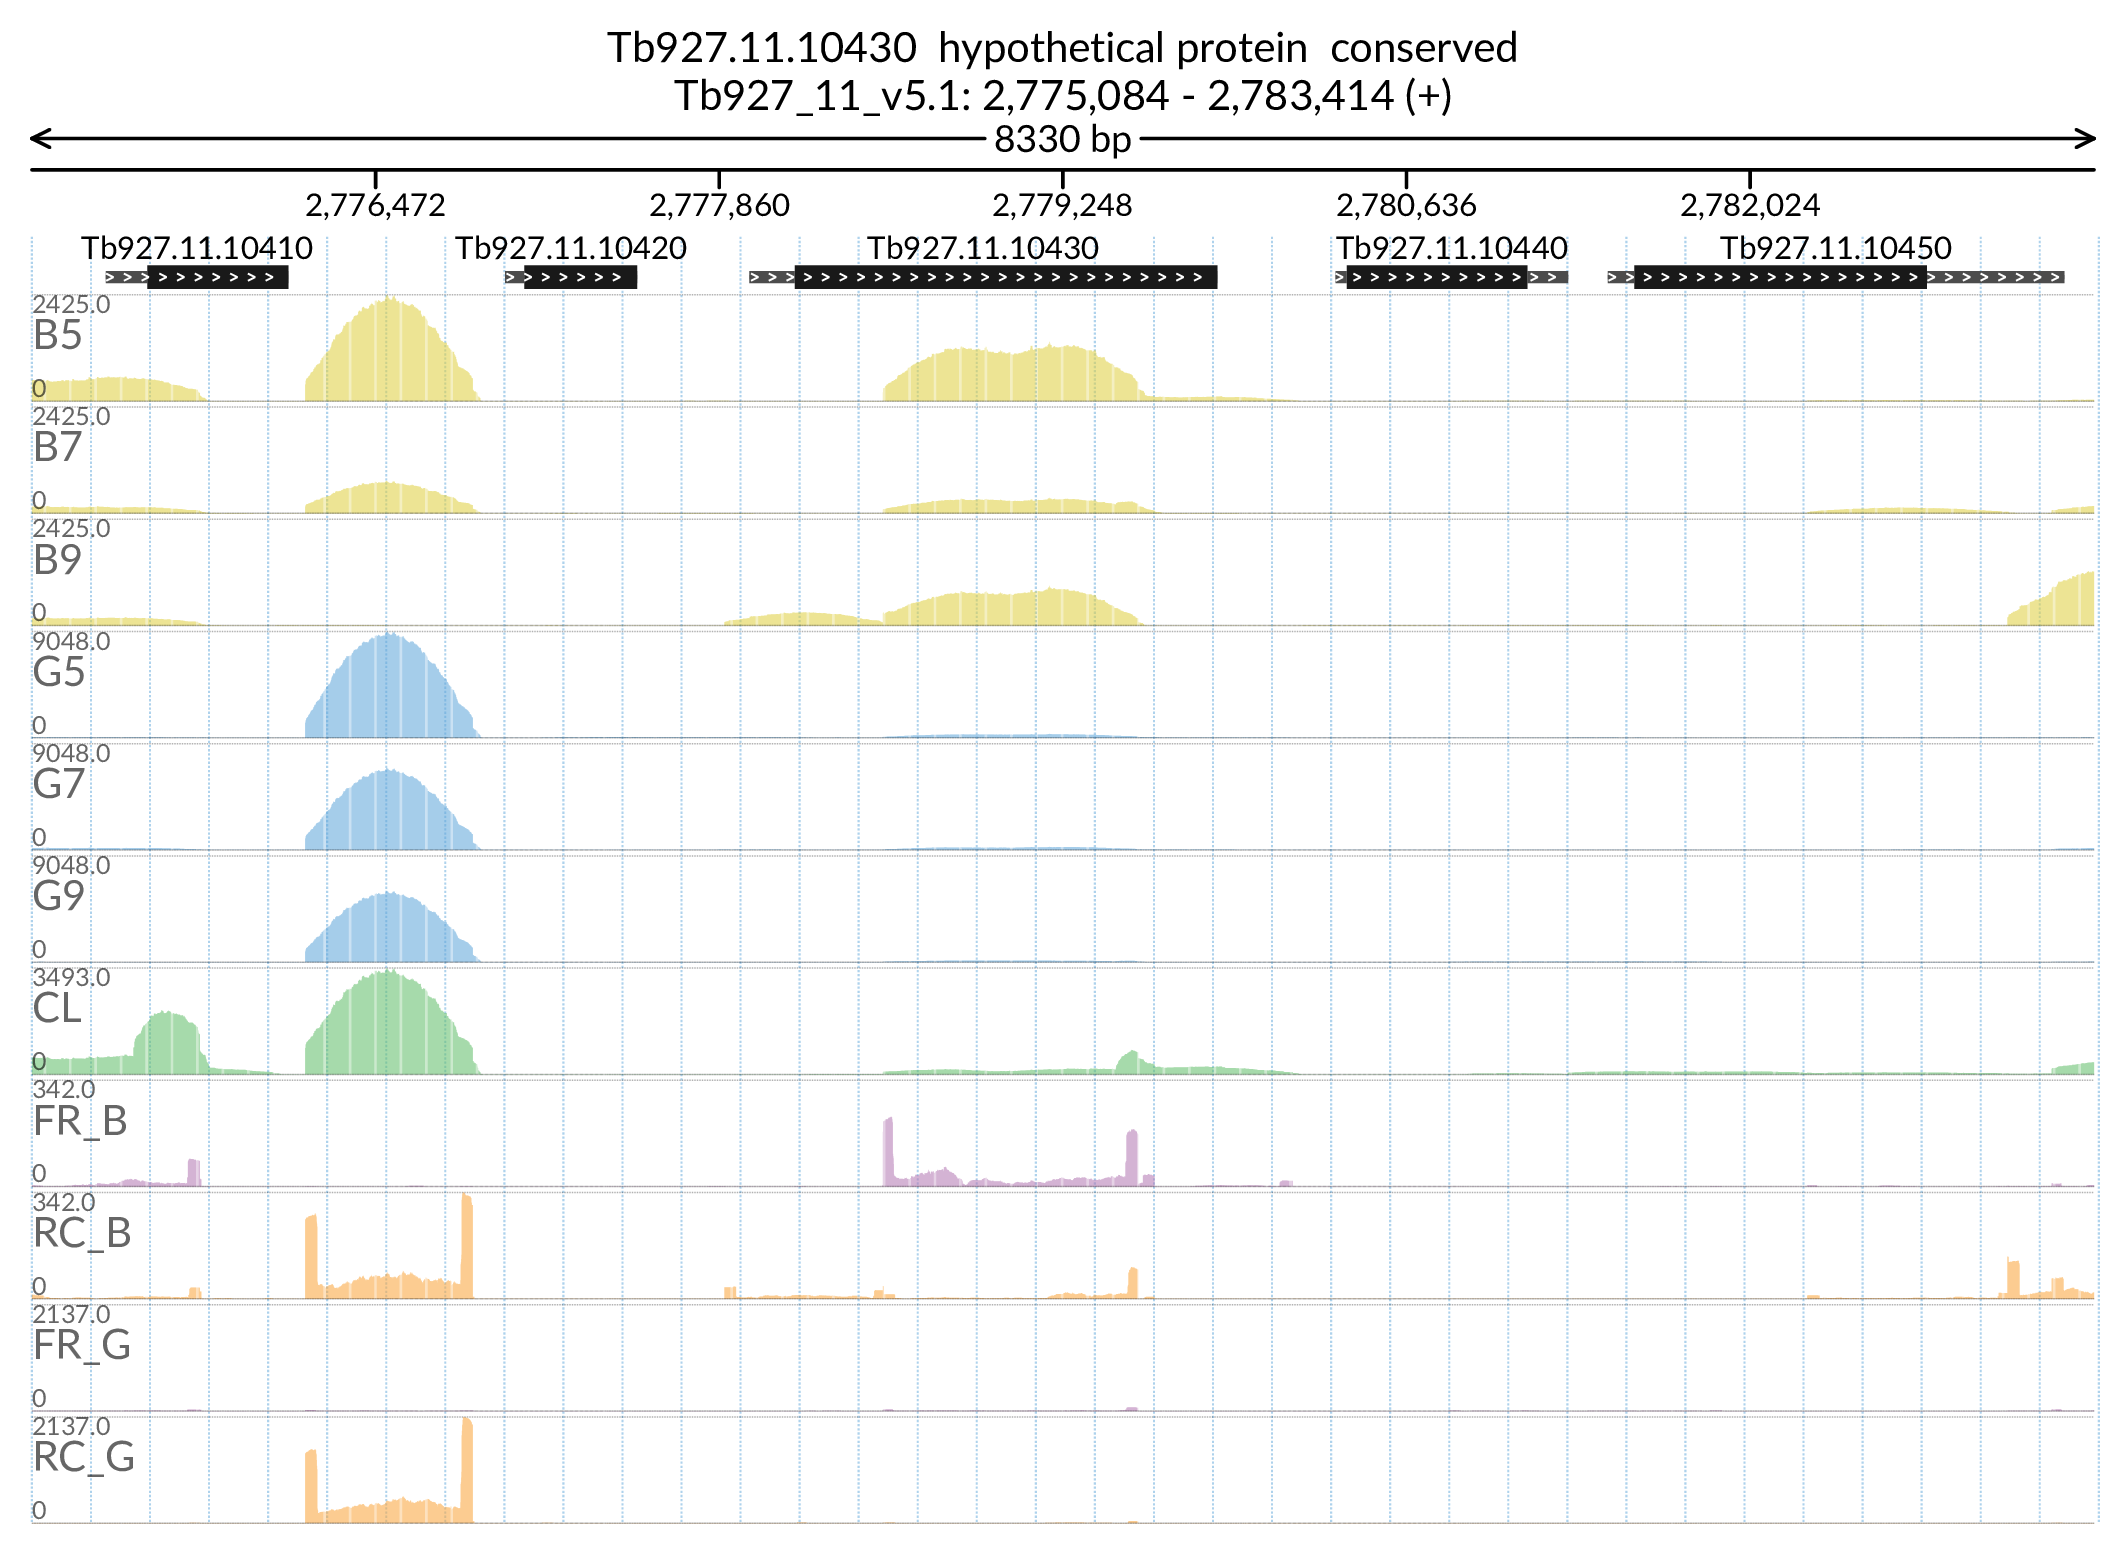 Tb927.11.10430 hypothetical protein conserved
Tb927_11_v5.1: 2,775,084 - 2,783,414 (+)
8330 bp
2,776,472 2,777,860 2,779,248 2,780,636 2,782,024
Tb927.11.10410 Tb927.11.10420 Tb927.11.10430 Tb927.11.10440 Tb927.11.10450
2425.0
B5
0
2425.0
B7
0
2425.0
B9
0
9048.0
G5
0
9048.0
G7
0
9048.0
G9
0
3493.0
CL
0
342.0
FR_B
0
342.0
RC_B
0
2137.0
FR_G
0
2137.0
RC_G
0